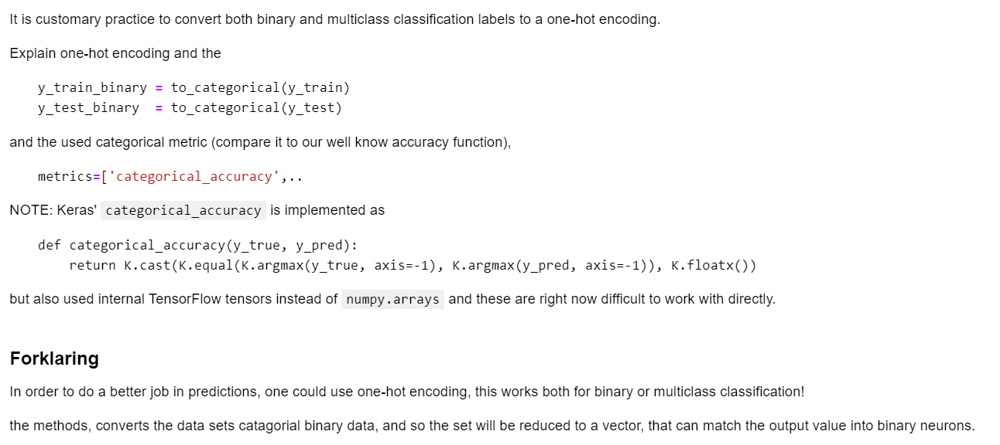 It is customary practice to convert both binary and multiclass classification labels to a one-hot encoding.
Explain one-hot encoding and the
y_train_binary = to_categorical(y_train)
y_test_binary  = to_categorical(y_test)
and the used categorical metric (compare it to our well know accuracy function),
metrics=['categorical_accuracy',..
NOTE: Keras' categorical_accuracy is implemented as
def categorical_accuracy(y_true, y_pred):
    return K.cast(K.equal(K.argmax(y_true, axis=-1), K.argmax(y_pred, axis=-1)), K.floatx())
but also used internal TensorFlow tensors instead of numpy.arrays and these are right now difficult to work with directly.
Forklaring
In order to do a better job in predictions, one could use one-hot encoding, this works both for binary or multiclass classification!
the methods, converts the data sets catagorial binary data, and so the set will be reduced to a vector, that can match the output value into binary neurons.